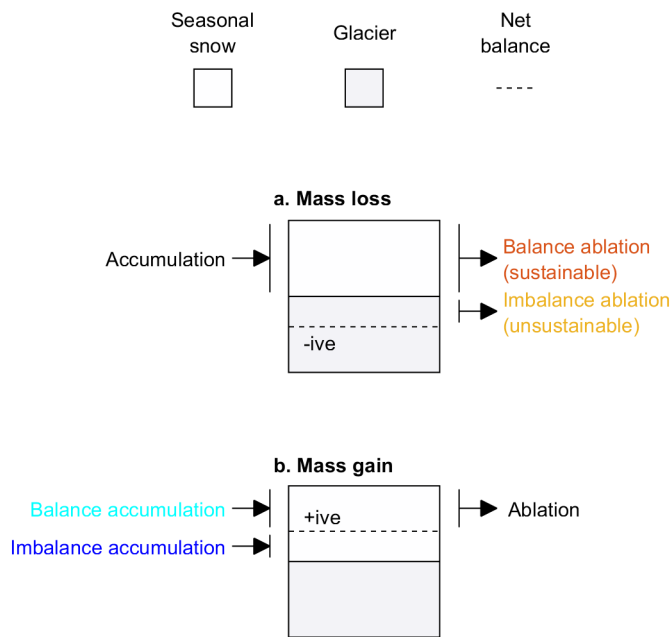 Seasonal
snow
Glacier
Net
balance
a. Mass loss
Accumulation
Balance ablation
(sustainable)
Imbalance ablation
(unsustainable)
-ive
b. Mass gain
Balance accumulation
+ive
Ablation
Imbalance accumulation